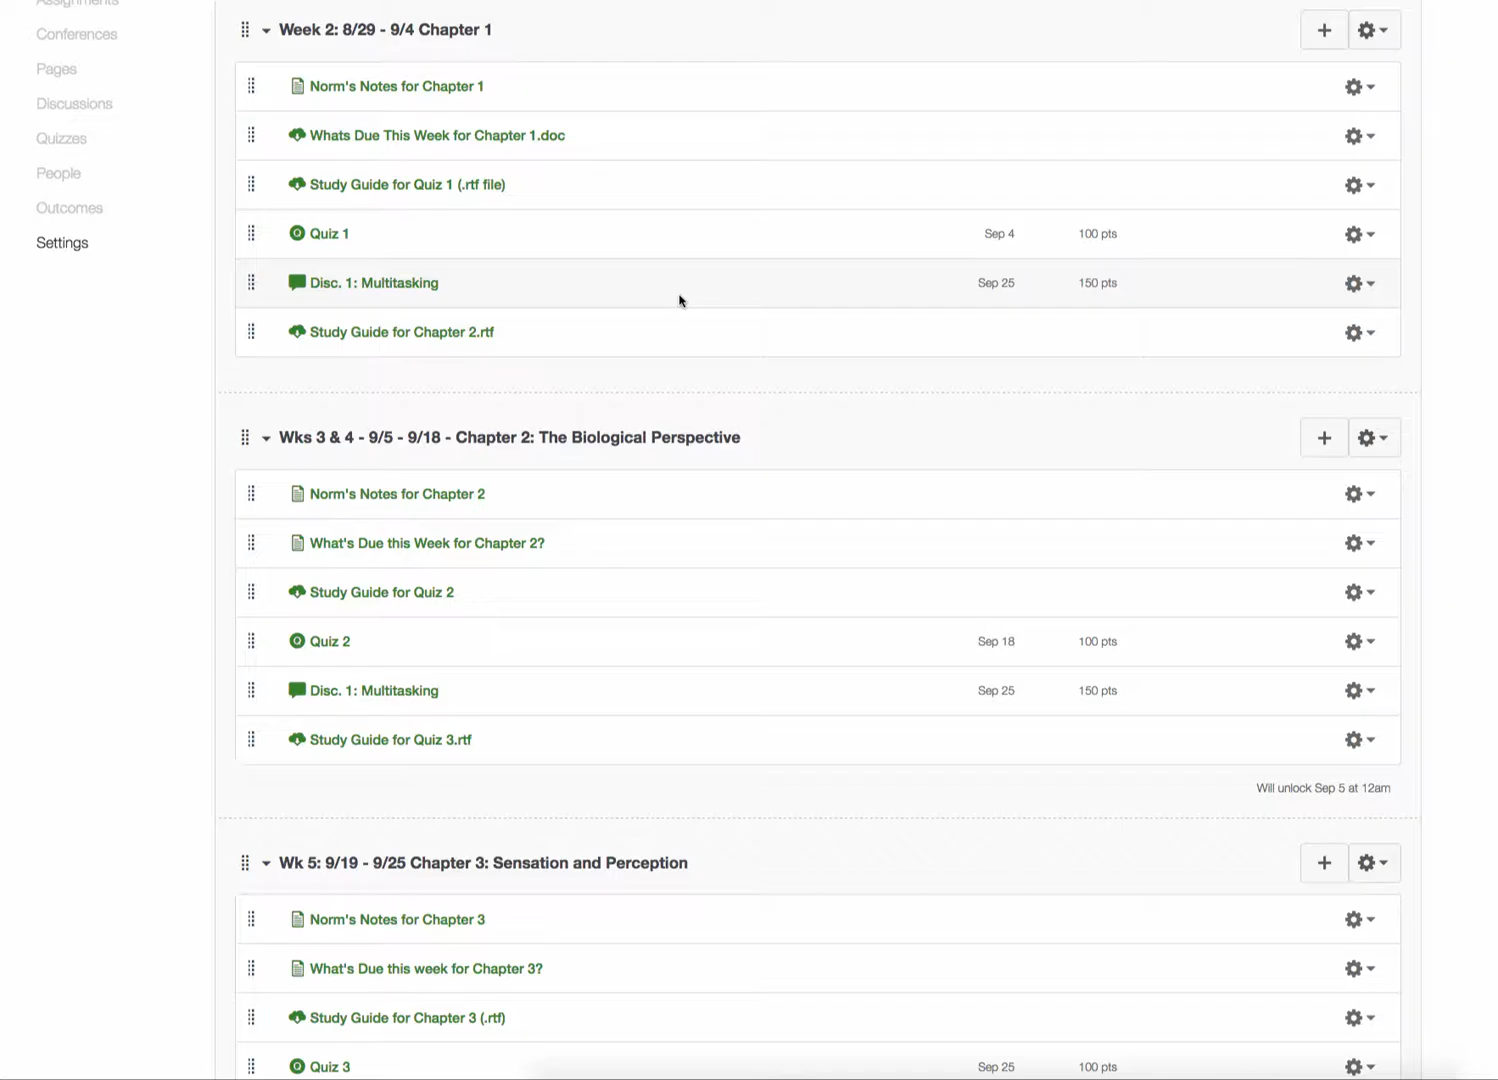 Assignments
Conferences
Pages
Discussions
Quizzes
People
Outcomes
Settings
Week 2: 8/29 - 9/4 Chapter 1
Norm's Notes for Chapter 1
Whats Due This Week for Chapter 1.doc
Study Guide for Quiz 1 (.rtf file)
Quiz 1 Sep 4 100 pts
Disc. 1: Multitasking Sep 25 150 pts
Study Guide for Chapter 2.rtf
Wks 3 & 4 - 9/5 - 9/18 - Chapter 2: The Biological Perspective
Norm's Notes for Chapter 2
What's Due this Week for Chapter 2?
Study Guide for Quiz 2
Quiz 2 Sep 18 100 pts
Disc. 1: Multitasking Sep 25 150 pts
Study Guide for Quiz 3.rtf
Will unlock Sep 5 at 12am
Wk 5: 9/19 - 9/25 Chapter 3: Sensation and Perception
Norm's Notes for Chapter 3
What's Due this week for Chapter 3?
Study Guide for Chapter 3 (.rtf)
Quiz 3 Sep 25 100 pts